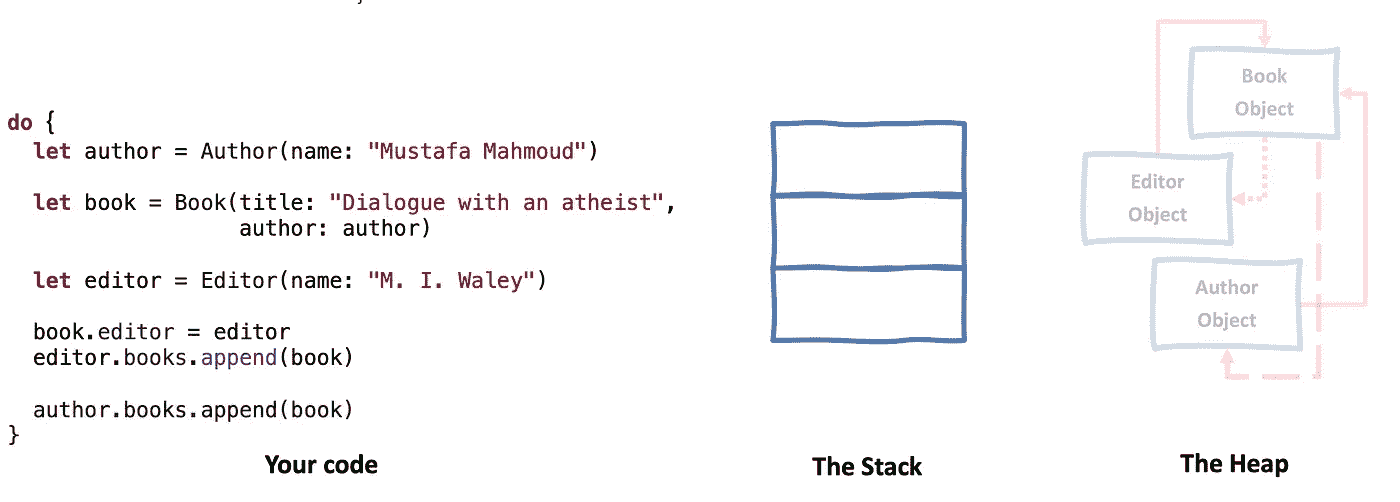 do {
let author = Author(name: "Mustafa Mahmoud")
let book = Book(title: "Dialogue with an atheist",
author: author)
let editor = Editor(name: "M. I. Waley")
book.editor = editor
editor.books.append(book)
author.books.append(book)
}
Your code
The Stack
Book
Object
Editor
Object
Author
Object
The Heap